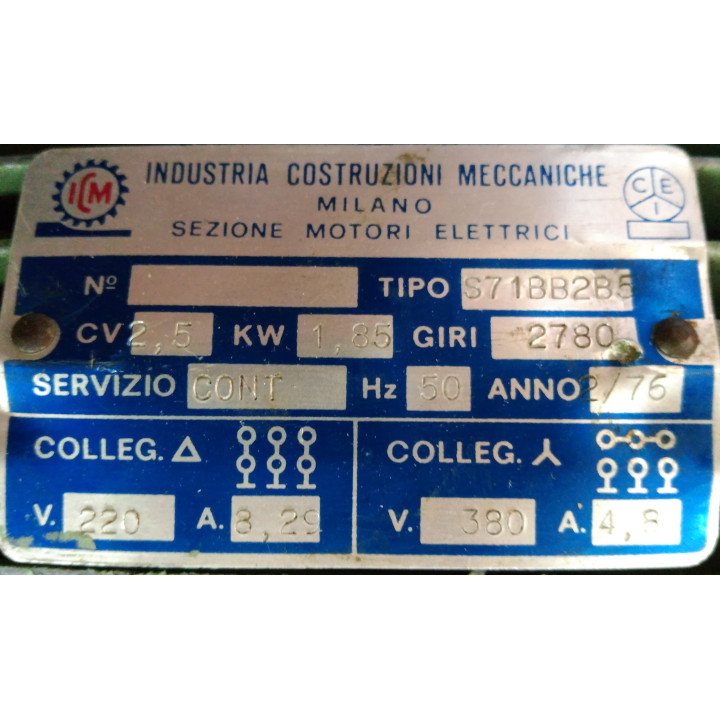 ICM INDUSTRIA COSTRUZIONI MECCANICHE CEI
MILANO
SEZIONE MOTORI ELETTRICI
Nº TIPO S71BB2B5
CV 2,5 KW 1,85 GIRI 2780
SERVIZIO CONT Hz 50 ANNO 2/76
COLLEG. Δ COLLEG. ⅄
V. 220 A. 8,29 V. 380 A. 4,8